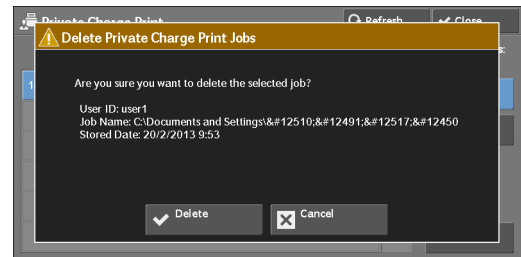 Private Charge Print
Refresh
Close
Delete Private Charge Print Jobs
s:
1
Are you sure you want to delete the selected job?
User ID: user1
Job Name: C:\Documents and Settings\&#12510;&#12491;&#12517;&#12450
Stored Date: 20/2/2013 9:53
Delete
Cancel